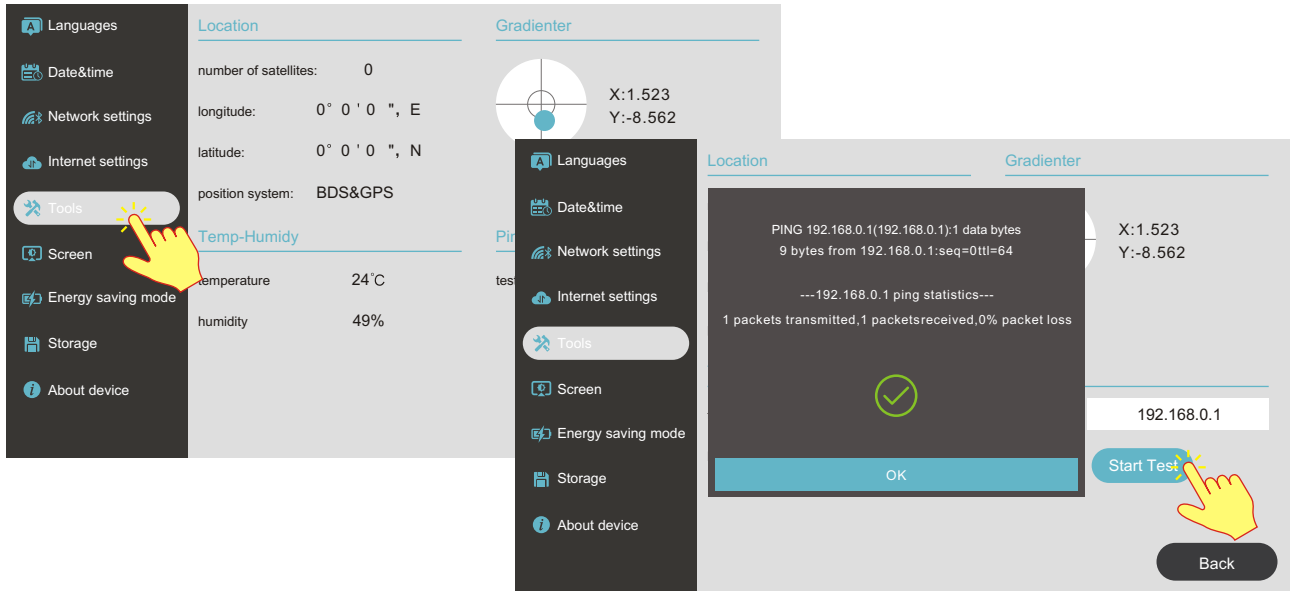 Languages
Date&time
Network settings
Internet settings
Tools
Screen
Energy saving mode
Storage
About device
Location
number of satellites: 0
longitude: 0° 0 ' 0 ", E
latitude: 0° 0 ' 0 ", N
position system: BDS&GPS
Gradienter
X:1.523
Y:-8.562
Temp-Humidy
temperature 24°C
humidity 49%
Languages
Date&time
Network settings
Internet settings
Tools
Screen
Energy saving mode
Storage
About device
Location
Gradienter
X:1.523
Y:-8.562
PING 192.168.0.1(192.168.0.1):1 data bytes
9 bytes from 192.168.0.1:seq=0ttl=64
---192.168.0.1 ping statistics---
1 packets transmitted,1 packetsreceived,0% packet loss
OK
192.168.0.1
Start Test
Back